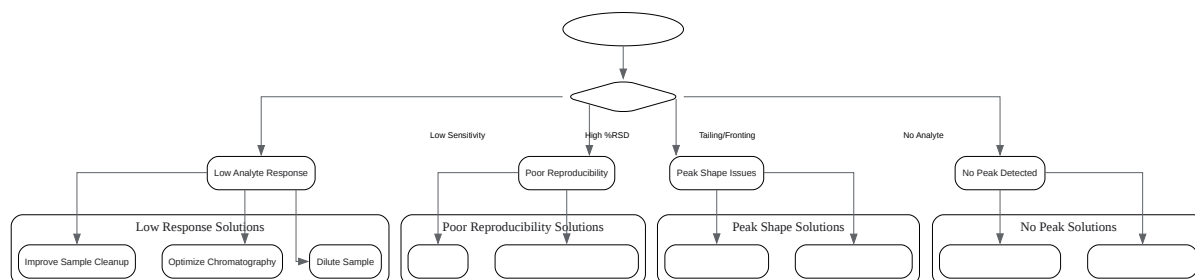 Low Sensitivity
High %RSD
Tailing/Fronting
No Analyte
Low Analyte Response
Poor Reproducibility
Peak Shape Issues
No Peak Detected
Low Response Solutions
Poor Reproducibility Solutions
Peak Shape Solutions
No Peak Solutions
Improve Sample Cleanup
Optimize Chromatography
Dilute Sample